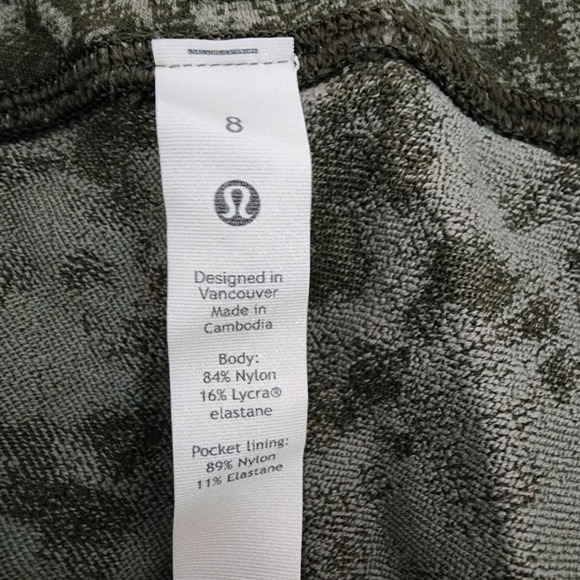 8
Designed in
Vancouver
Made in
Cambodia
Body:
84% Nylon
16% Lycra®
elastane
Pocket lining:
89% Nylon
11% Elastane